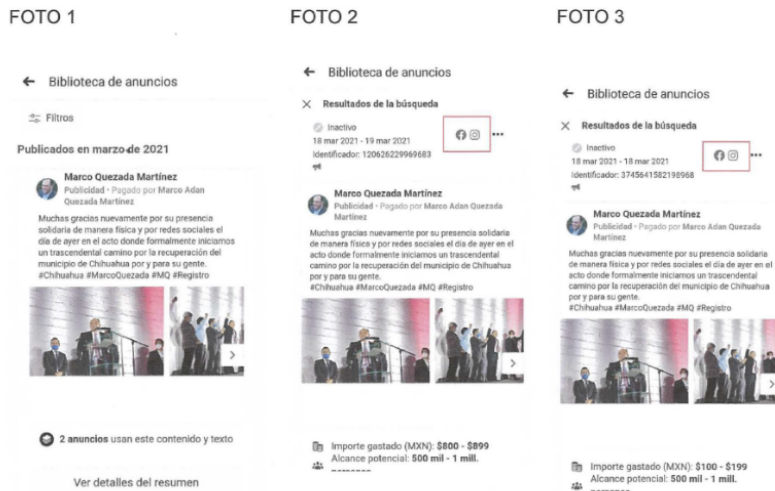 FOTO 1
← Biblioteca de anuncios
Filtros
Publicados en marzo de 2021
Marco Quezada Martínez
Publicidad · Pagado por Marco Adan
Quezada Martínez
Muchas gracias nuevamente por su presencia
solidaria de manera física y por redes sociales el
día de ayer en el acto donde formalmente iniciamos
un trascendental camino por la recuperación del
municipio de Chihuahua por y para su gente.
#Chihuahua #MarcoQuezada #MQ #Registro
2 anuncios usan este contenido y texto
Ver detalles del resumen
FOTO 2
← Biblioteca de anuncios
× Resultados de la búsqueda
Inactivo
18 mar 2021 - 19 mar 2021
Identificador: 120626229969683
Marco Quezada Martínez
Publicidad · Pagado por Marco Adan Quezada
Martínez
Muchas gracias nuevamente por su presencia solidaria
de manera física y por redes sociales el día de ayer en el
acto donde formalmente iniciamos un trascendental
camino por la recuperación del municipio de Chihuahua
por y para su gente.
#Chihuahua #MarcoQuezada #MQ #Registro
Importe gastado (MXN): $800 - $899
Alcance potencial: 500 mil - 1 mill.
FOTO 3
← Biblioteca de anuncios
× Resultados de la búsqueda
Inactivo
18 mar 2021 - 18 mar 2021
Identificador: 3745641582198968
Marco Quezada Martínez
Publicidad · Pagado por Marco Adan Quezada
Martínez
Muchas gracias nuevamente por su presencia solidaria
de manera física y por redes sociales el día de ayer en el
acto donde formalmente iniciamos un trascendental
camino por la recuperación del municipio de Chihuahua
por y para su gente.
#Chihuahua #MarcoQuezada #MQ #Registro
Importe gastado (MXN): $100 - $199
Alcance potencial: 500 mil - 1 mill.